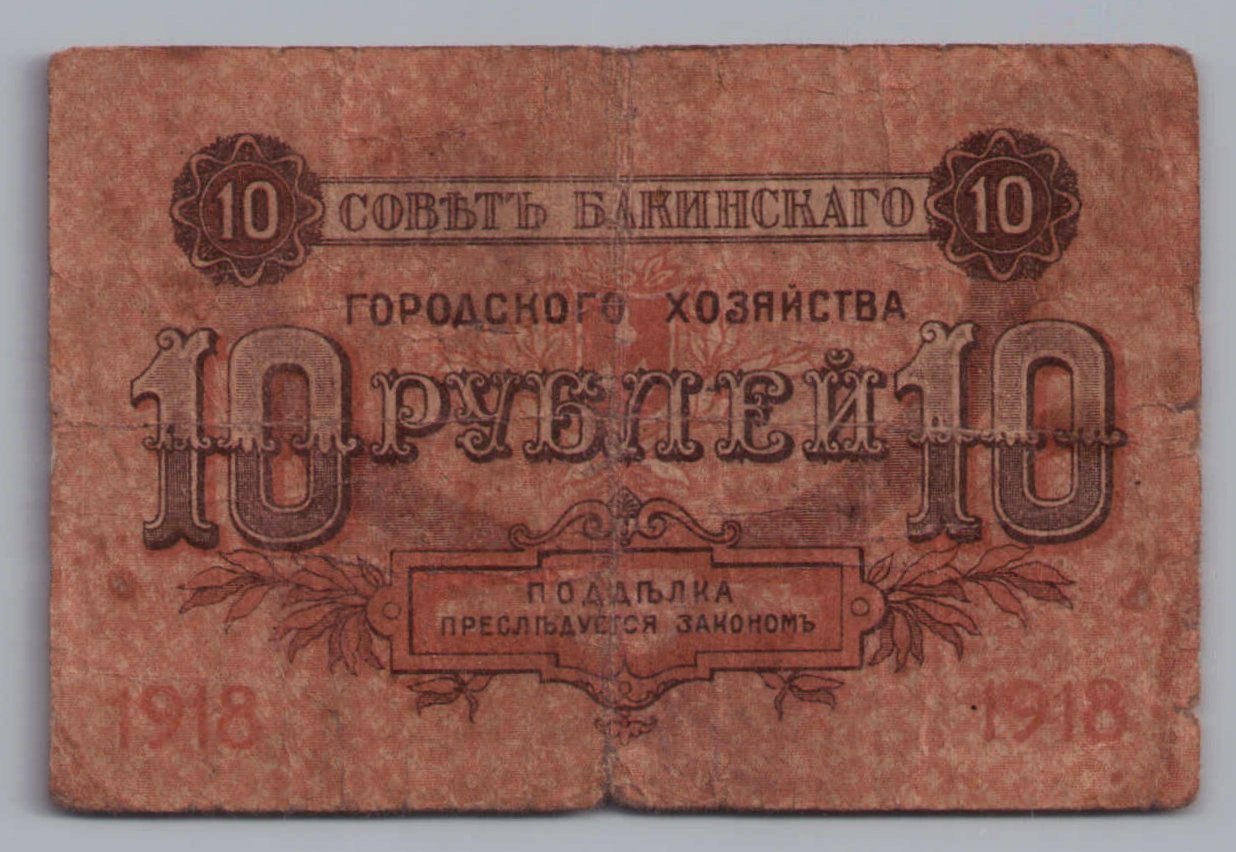 10 СОВѢТЪ БАКИНСКАГО 10
ГОРОДСКОГО ХОЗЯЙСТВА
10 РУБЛЕЙ 10
ПОДДѢЛКА
ПРЕСЛѢДУЕТСЯ ЗАКОНОМЪ
1918 1918